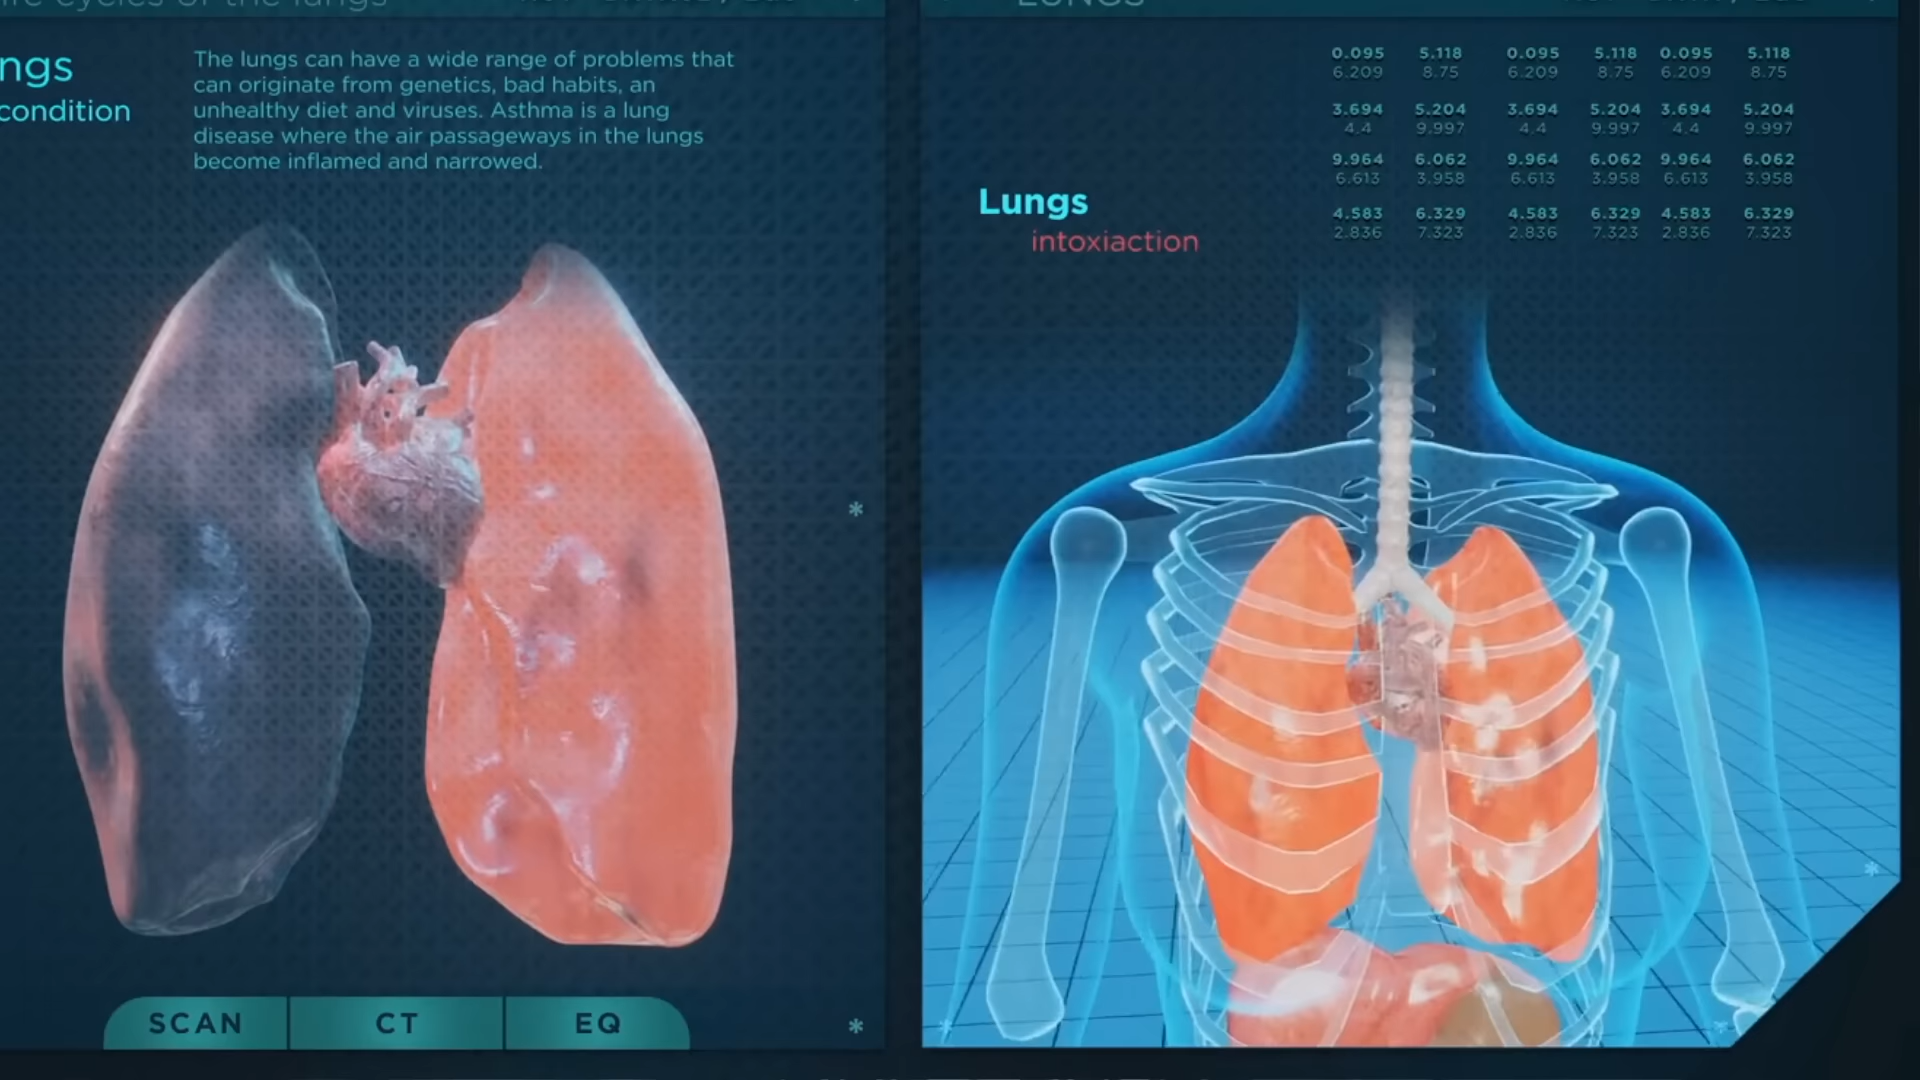 cycles of the lungs
ngs
condition
The lungs can have a wide range of problems that
can originate from genetics, bad habits, an
unhealthy diet and viruses. Asthma is a lung
disease where the air passageways in the lungs
become inflamed and narrowed.
SCAN CT EQ
LUNGS
0.095 5.118 0.095 5.118 0.095 5.118
6.209 8.75 6.209 8.75 6.209 8.75
3.694 5.204 3.694 5.204 3.694 5.204
4.4 9.997 4.4 9.997 4.4 9.997
9.964 6.062 9.964 6.062 9.964 6.062
6.613 3.958 6.613 3.958 6.613 3.958
4.583 6.329 4.583 6.329 4.583 6.329
2.836 7.323 2.836 7.323 2.836 7.323
Lungs
intoxiaction